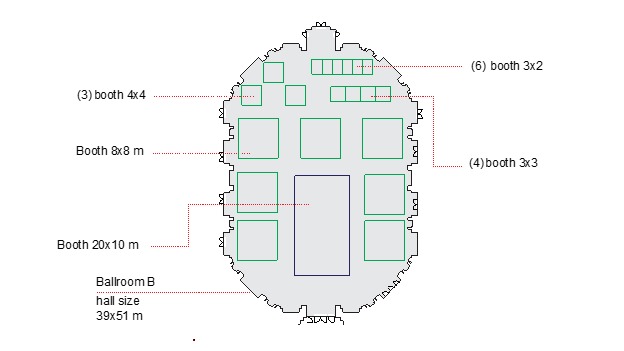 (6) booth 3x2
(3) booth 4x4
Booth 8x8 m
(4) booth 3x3
Booth 20x10 m
Ballroom B
hall size
39x51 m